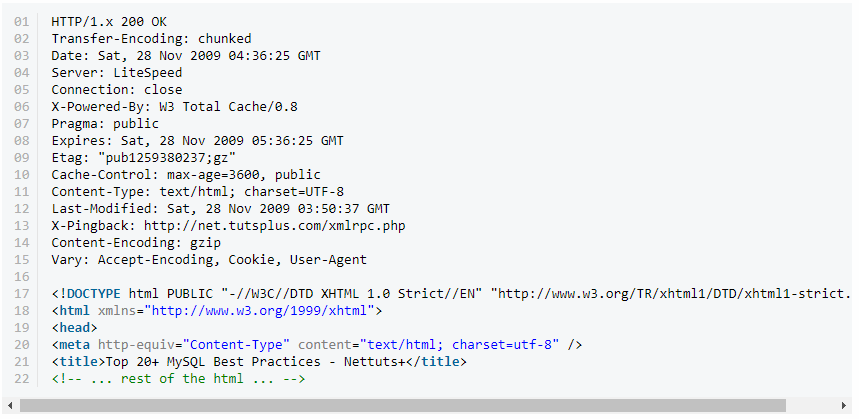 01 HTTP/1.x 200 OK
02 Transfer-Encoding: chunked
03 Date: Sat, 28 Nov 2009 04:36:25 GMT
04 Server: LiteSpeed
05 Connection: close
06 X-Powered-By: W3 Total Cache/0.8
07 Pragma: public
08 Expires: Sat, 28 Nov 2009 05:36:25 GMT
09 Etag: "pub1259380237;gz"
10 Cache-Control: max-age=3600, public
11 Content-Type: text/html; charset=UTF-8
12 Last-Modified: Sat, 28 Nov 2009 03:50:37 GMT
13 X-Pingback: http://net.tutsplus.com/xmlrpc.php
14 Content-Encoding: gzip
15 Vary: Accept-Encoding, Cookie, User-Agent
16
17 <!DOCTYPE html PUBLIC "-//W3C//DTD XHTML 1.0 Strict//EN" "http://www.w3.org/TR/xhtml1/DTD/xhtml1-strict.
18 <html xmlns="http://www.w3.org/1999/xhtml">
19 <head>
20 <meta http-equiv="Content-Type" content="text/html; charset=utf-8" />
21 <title>Top 20+ MySQL Best Practices - Nettuts+</title>
22 <!-- ... rest of the html ... -->